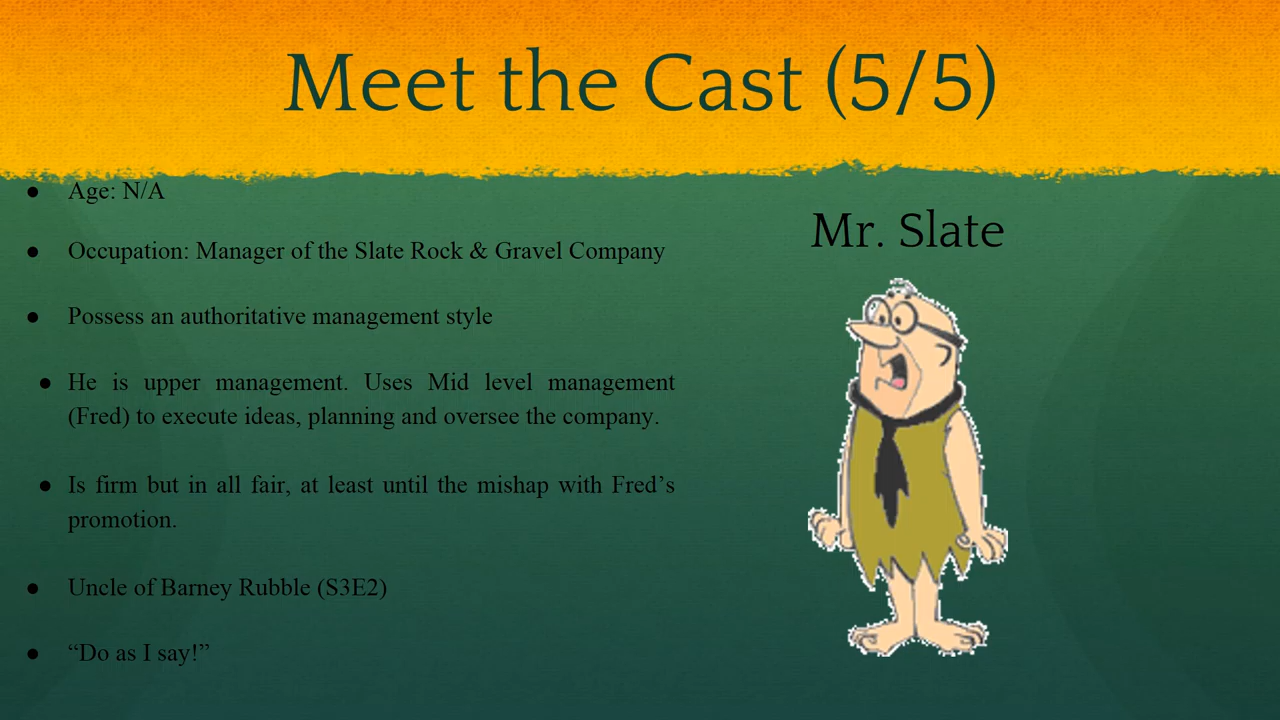 Meet the Cast (5/5)
● Age: N/A
● Occupation: Manager of the Slate Rock & Gravel Company
● Possess an authoritative management style
● He is upper management. Uses Mid level management
(Fred) to execute ideas, planning and oversee the company.
● Is firm but in all fair, at least until the mishap with Fred’s
promotion.
● Uncle of Barney Rubble (S3E2)
● “Do as I say!”
Mr. Slate